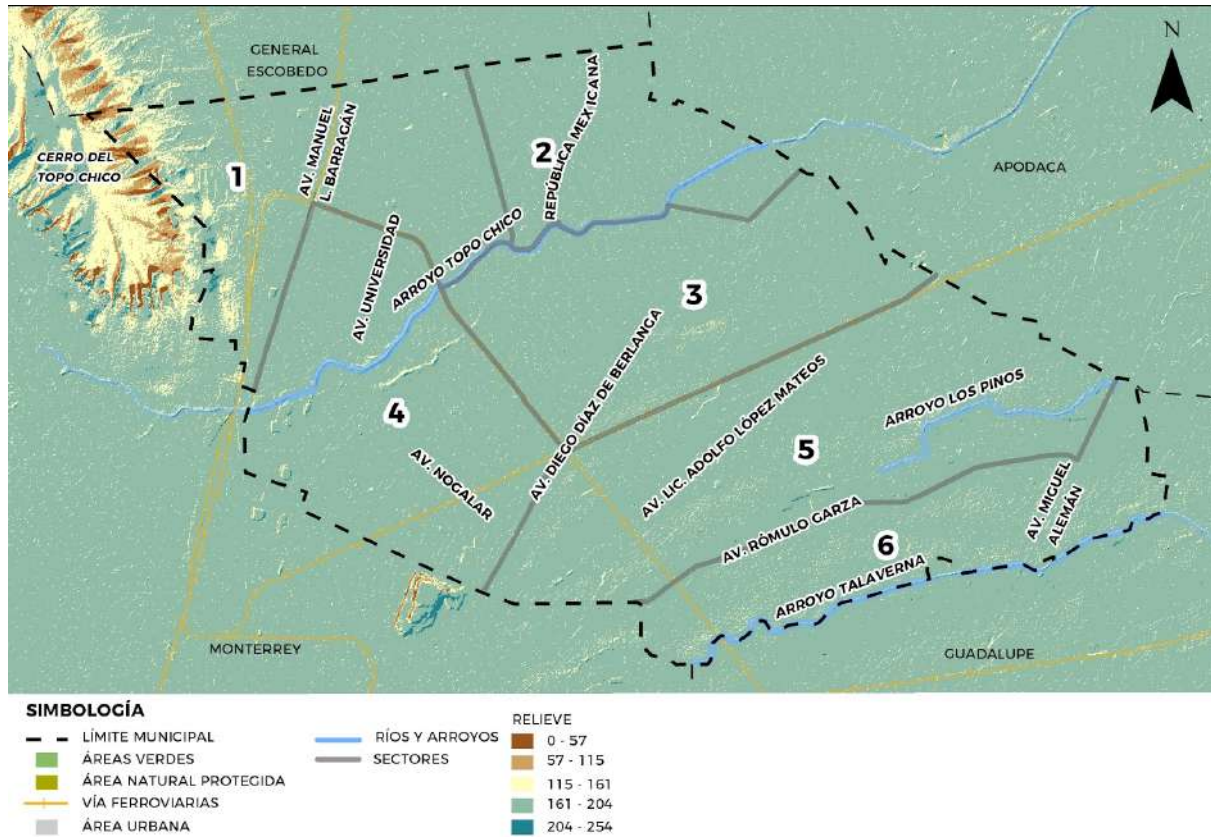 GENERAL
ESCOBEDO
N
CERRO DEL
TOPO CHICO
1
AV. MANUEL
L. BARRAGÁN
2
REPÚBLICA MEXICANA
APODACA
AV. UNIVERSIDAD
ARROYO TOPO CHICO
3
AV. DIEGO DÍAZ DE BERLANGA
4
AV. NOGALAR
AV. LIC. ADOLFO LÓPEZ MATEOS
ARROYO LOS PINOS
5
AV. RÓMULO GARZA
AV. MIGUEL
ALEMÁN
6
ARROYO TALAVERNA
MONTERREY
GUADALUPE
SIMBOLOGÍA
LÍMITE MUNICIPAL
ÁREAS VERDES
ÁREA NATURAL PROTEGIDA
VÍA FERROVIARIAS
ÁREA URBANA
RÍOS Y ARROYOS
SECTORES
RELIEVE
0 - 57
57 - 115
115 - 161
161 - 204
204 - 254